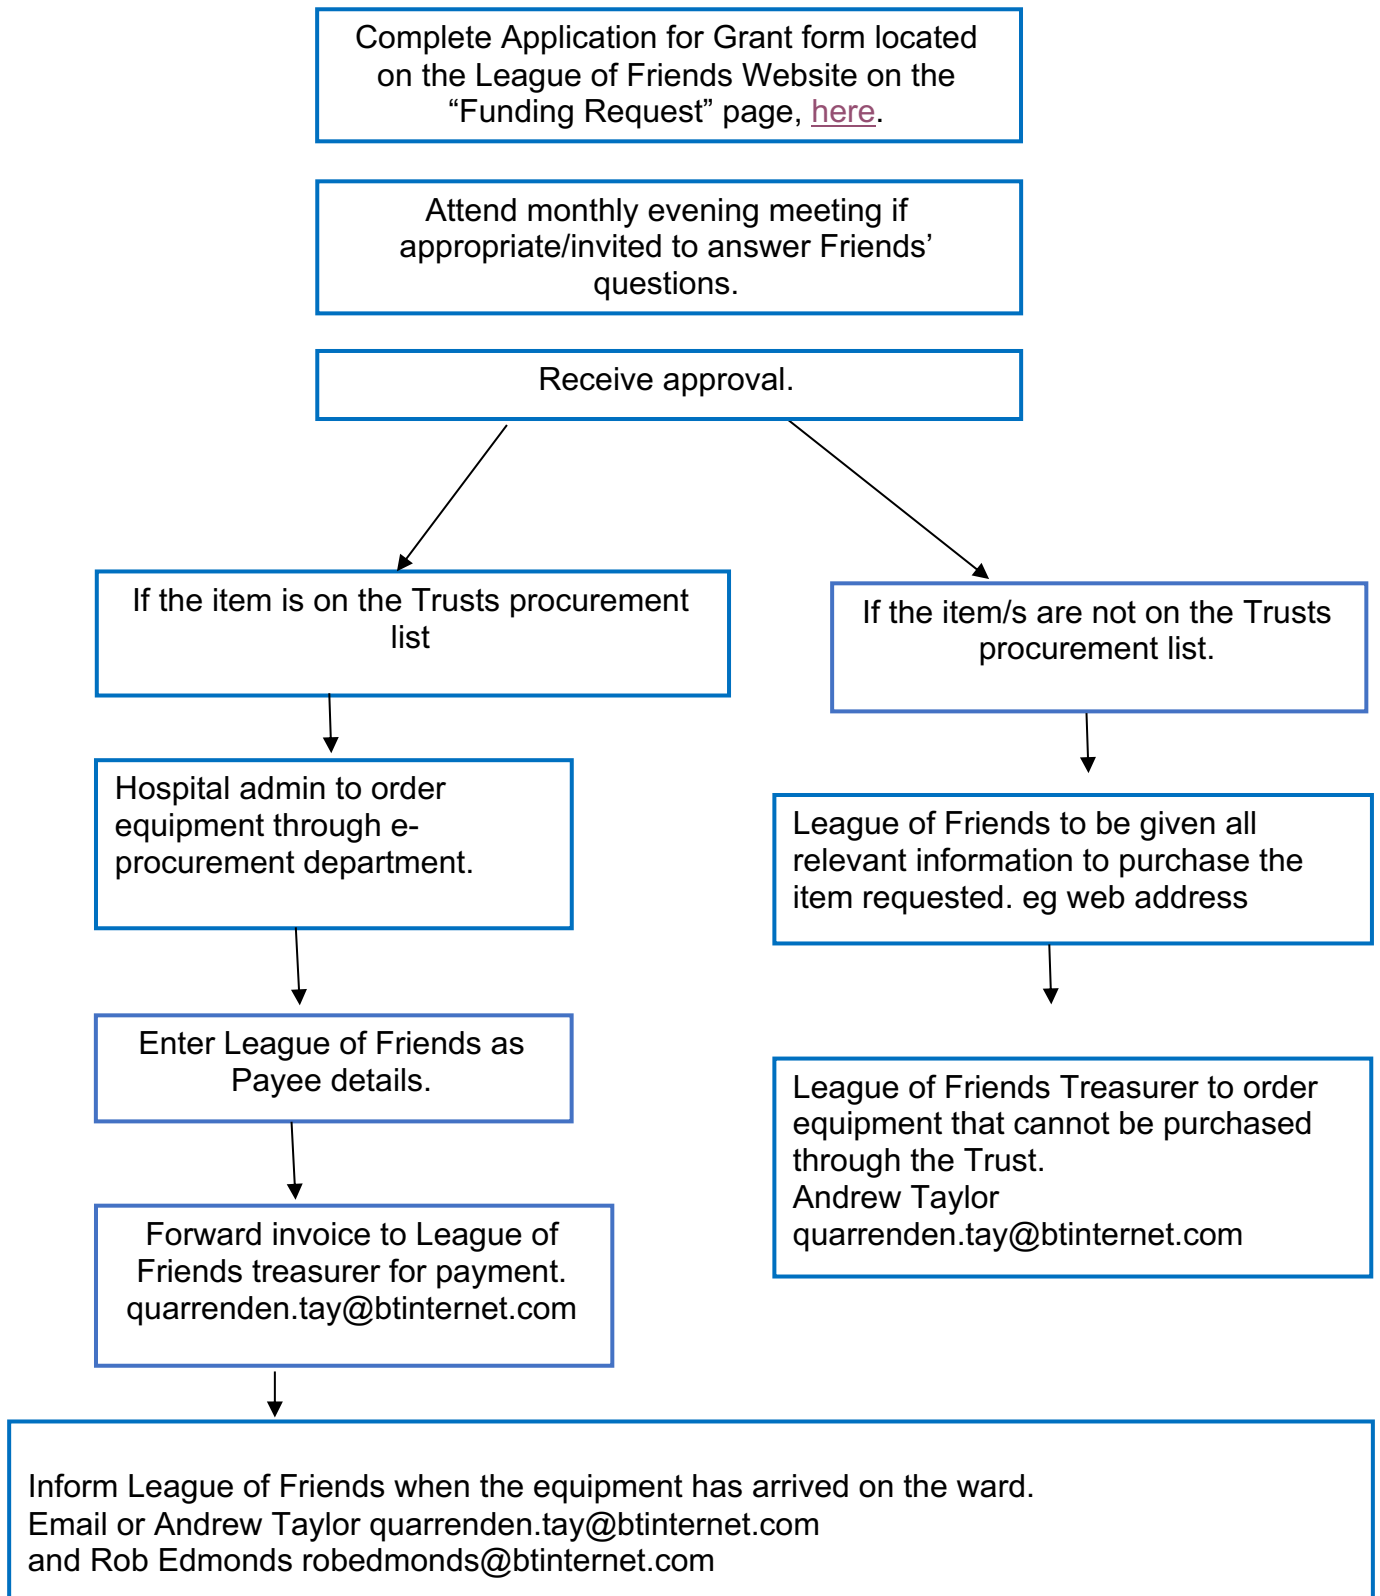 Complete Application for Grant form located
on the League of Friends Website on the
“Funding Request” page, here.
Attend monthly evening meeting if
appropriate/invited to answer Friends’
questions.
Receive approval.
If the item is on the Trusts procurement
list
If the item/s are not on the Trusts
procurement list.
Hospital admin to order
equipment through e-
procurement department.
League of Friends to be given all
relevant information to purchase the
item requested. eg web address
Enter League of Friends as
Payee details.
League of Friends Treasurer to order
equipment that cannot be purchased
through the Trust.
Andrew Taylor
quarrenden.tay@btinternet.com
Forward invoice to League of
Friends treasurer for payment.
quarrenden.tay@btinternet.com
Inform League of Friends when the equipment has arrived on the ward.
Email or Andrew Taylor quarrenden.tay@btinternet.com
and Rob Edmonds robedmonds@btinternet.com